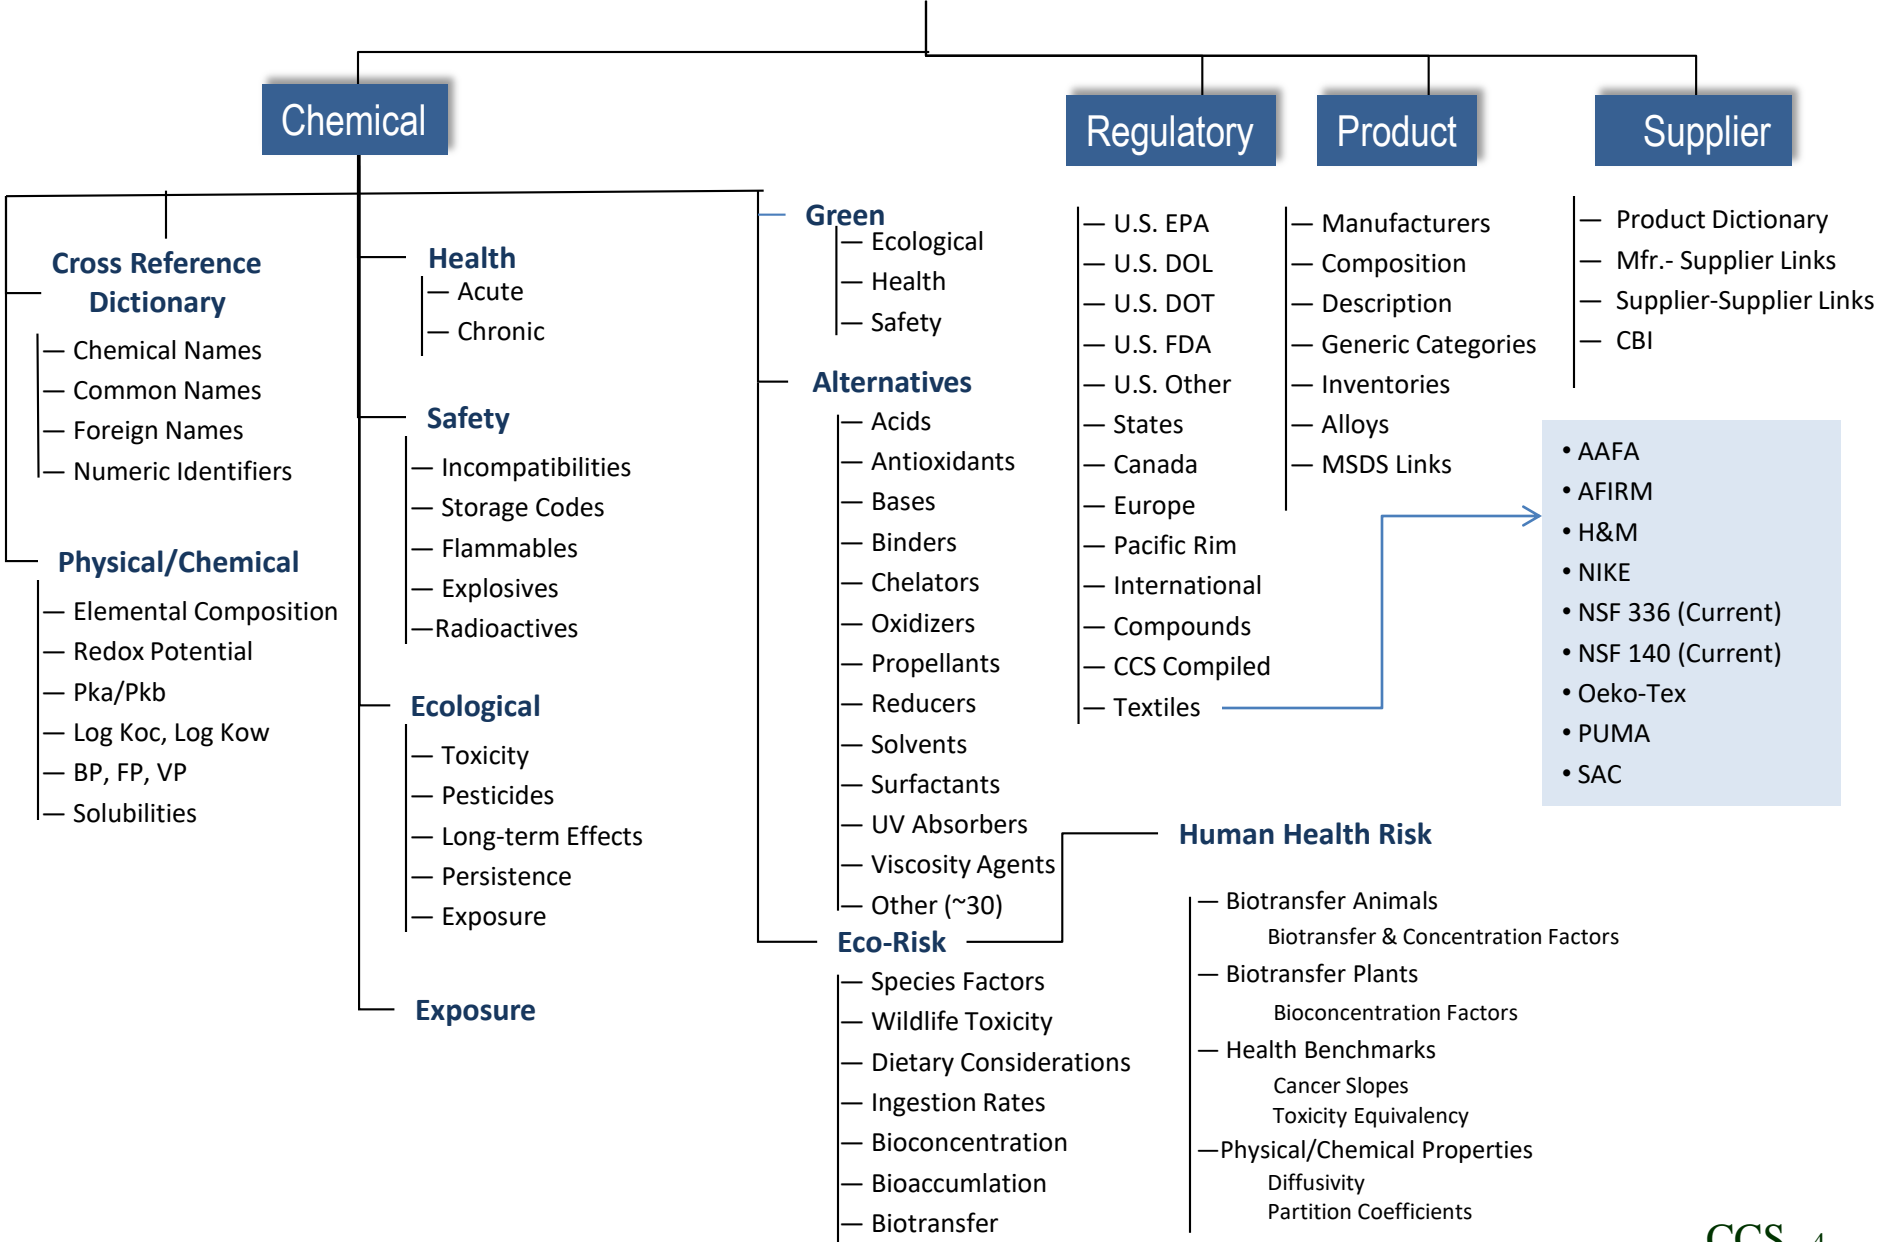 Chemical
Regulatory
Product
Supplier
Cross Reference
Dictionary
— Chemical Names
— Common Names
— Foreign Names
— Numeric Identifiers
Physical/Chemical
— Elemental Composition
— Redox Potential
— Pka/Pkb
— Log Koc, Log Kow
— BP, FP, VP
— Solubilities
Health
— Acute
— Chronic
Safety
— Incompatibilities
— Storage Codes
— Flammables
— Explosives
—Radioactives
Ecological
— Toxicity
— Pesticides
— Long-term Effects
— Persistence
— Exposure
Exposure
Green
— Ecological
— Health
— Safety
Alternatives
— Acids
— Antioxidants
— Bases
— Binders
— Chelators
— Oxidizers
— Propellants
— Reducers
— Solvents
— Surfactants
— UV Absorbers
— Viscosity Agents
— Other (~30)
Eco-Risk
— Species Factors
— Wildlife Toxicity
— Dietary Considerations
— Ingestion Rates
— Bioconcentration
— Bioaccumlation
— Biotransfer
Human Health Risk
— Biotransfer Animals
Biotransfer & Concentration Factors
— Biotransfer Plants
Bioconcentration Factors
— Health Benchmarks
Cancer Slopes
Toxicity Equivalency
—Physical/Chemical Properties
Diffusivity
Partition Coefficients
— U.S. EPA
— U.S. DOL
— U.S. DOT
— U.S. FDA
— U.S. Other
— States
— Canada
— Europe
— Pacific Rim
— International
— Compounds
— CCS Compiled
— Textiles
— Manufacturers
— Composition
— Description
— Generic Categories
— Inventories
— Alloys
— MSDS Links
— Product Dictionary
— Mfr.- Supplier Links
— Supplier-Supplier Links
— CBI
• AAFA
• AFIRM
• H&M
• NIKE
• NSF 336 (Current)
• NSF 140 (Current)
• Oeko-Tex
• PUMA
• SAC
CCS 4